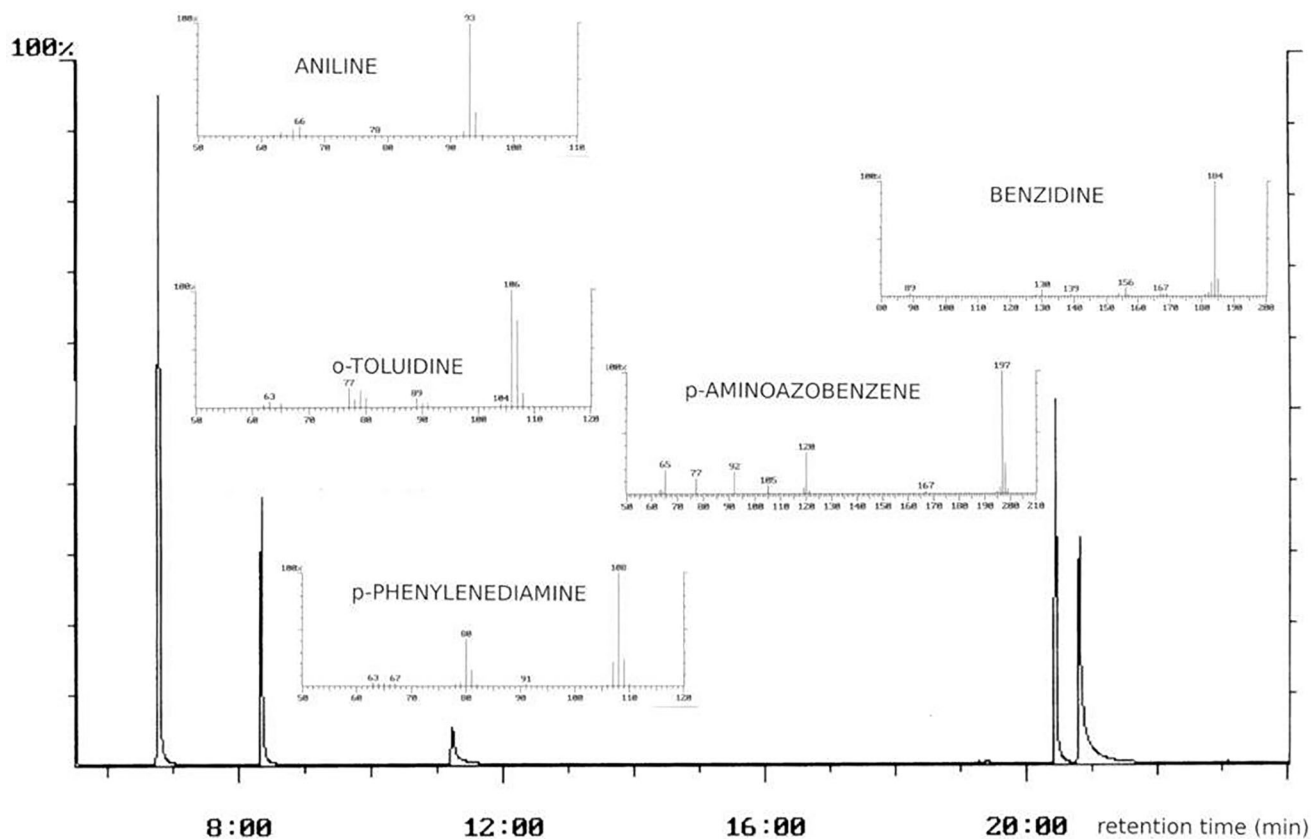 100%
100%
93
ANILINE
66
78
50 60 70 80 90 100 110
100%
184
BENZIDINE
89
130
139
156
167
80 90 100 110 120 130 140 150 160 170 180 190 200
100%
106
o-TOLUIDINE
77
63
89
104
50 60 70 80 90 100 110 120
100%
197
p-AMINOAZOBENZENE
120
65
77
92
105
167
50 60 70 80 90 100 110 120 130 140 150 160 170 180 190 200 210
100%
108
p-PHENYLENEDIAMINE
80
63
67
91
50 60 70 80 90 100 110 120
8:00 12:00 16:00 20:00 retention time (min)